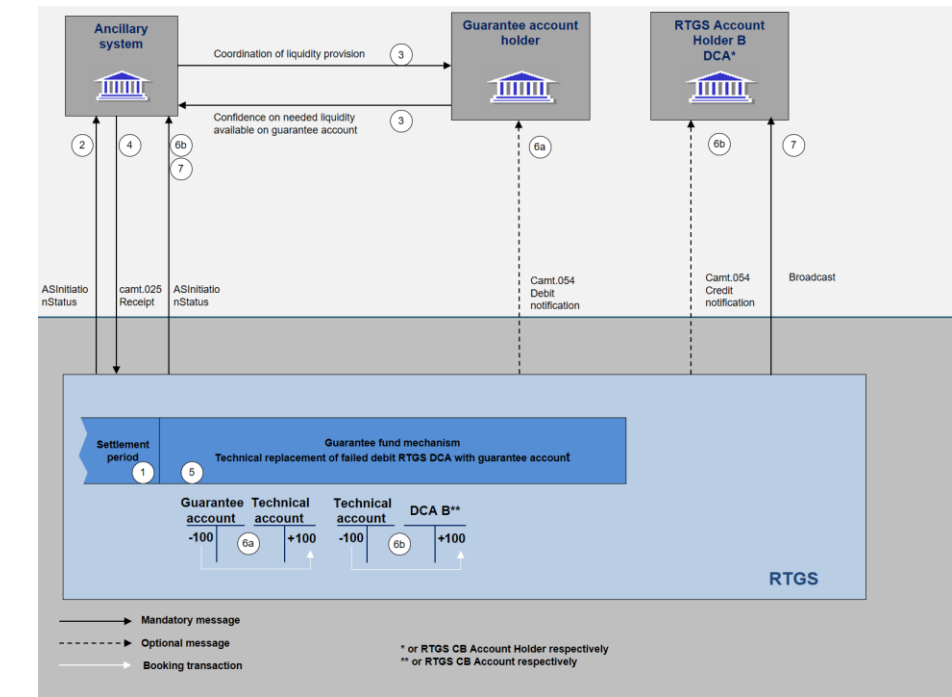 Ancillary
system
Guarantee account
holder
RTGS Account
Holder B
DCA*
Coordination of liquidity provision
3
Confidence on needed liquidity
available on guarantee account
3
2
4
6b
7
6a
6b
7
ASInitiatio
nStatus
camt.025
Receipt
ASInitiatio
nStatus
Camt.054
Debit
notification
Camt.054
Credit
notification
Broadcast
Settlement
period
1
5
Guarantee fund mechanism
Technical replacement of failed debit RTGS DCA with guarantee account
Guarantee
account
Technical
account
Technical
account
DCA B**
-100
6a
+100
-100
6b
+100
RTGS
Mandatory message
Optional message
Booking transaction
* or RTGS CB Account Holder respectively
** or RTGS CB Account respectively